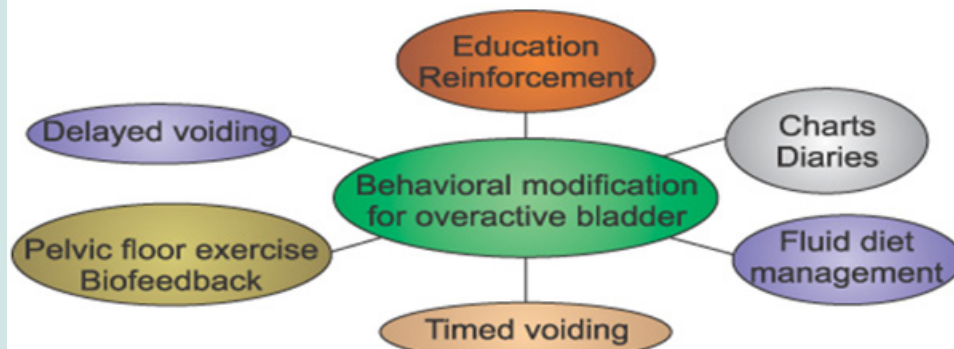 Education
Reinforcement
Delayed voiding
Charts
Diaries
Behavioral modification
for overactive bladder
Pelvic floor exercise
Biofeedback
Fluid diet
management
Timed voiding